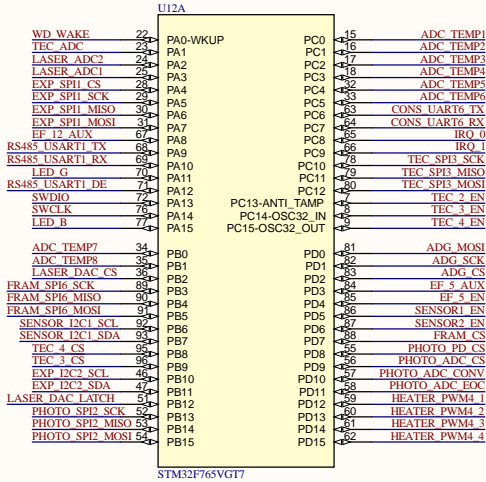 U12A
WD_WAKE 22 PA0-WKUP PC0 15 ADC_TEMP1
TEC_ADC 23 PA1 PC1 16 ADC_TEMP2
LASER_ADC2 24 PA2 PC2 17 ADC_TEMP3
LASER_ADC1 25 PA3 PC3 18 ADC_TEMP4
EXP_SPI1_CS 28 PA4 PC4 32 ADC_TEMP5
EXP_SPI1_SCK 29 PA5 PC5 33 ADC_TEMP6
EXP_SPI1_MISO 30 PA6 PC6 63 CONS_UART6_TX
EXP_SPI1_MOSI 31 PA7 PC7 64 CONS_UART6_RX
EF_12_AUX 67 PA8 PC8 65 IRQ_0
RS485_USART1_TX 68 PA9 PC9 66 IRQ_1
RS485_USART1_RX 69 PA10 PC10 78 TEC_SPI3_SCK
LED_G 70 PA11 PC11 79 TEC_SPI3_MISO
RS485_USART1_DE 71 PA12 PC12 80 TEC_SPI3_MOSI
SWDIO 72 PA13 PC13-ANTI_TAMP 7 TEC_2_EN
SWCLK 76 PA14 PC14-OSC32_IN 8 TEC_3_EN
LED_B 77 PA15 PC15-OSC32_OUT 9 TEC_4_EN
ADC_TEMP7 34 PB0 PD0 81 ADG_MOSI
ADC_TEMP8 35 PB1 PD1 82 ADG_SCK
LASER_DAC_CS 36 PB2 PD2 83 ADG_CS
FRAM_SPI6_SCK 89 PB3 PD3 84 EF_5_AUX
FRAM_SPI6_MISO 90 PB4 PD4 85 EF_5_EN
FRAM_SPI6_MOSI 91 PB5 PD5 86 SENSOR1_EN
SENSOR_I2C1_SCL 92 PB6 PD6 87 SENSOR2_EN
SENSOR_I2C1_SDA 93 PB7 PD7 88 FRAM_CS
TEC_4_CS 95 PB8 PD8 55 PHOTO_PD_CS
TEC_3_CS 96 PB9 PD9 56 PHOTO_ADC_CS
EXP_I2C2_SCL 46 PB10 PD10 57 PHOTO_ADC_CONV
EXP_I2C2_SDA 47 PB11 PD11 58 PHOTO_ADC_EOC
LASER_DAC_LATCH 51 PB12 PD12 59 HEATER_PWM4_1
PHOTO_SPI2_SCK 52 PB13 PD13 60 HEATER_PWM4_2
PHOTO_SPI2_MISO 53 PB14 PD14 61 HEATER_PWM4_3
PHOTO_SPI2_MOSI 54 PB15 PD15 62 HEATER_PWM4_4
STM32F765VGT7